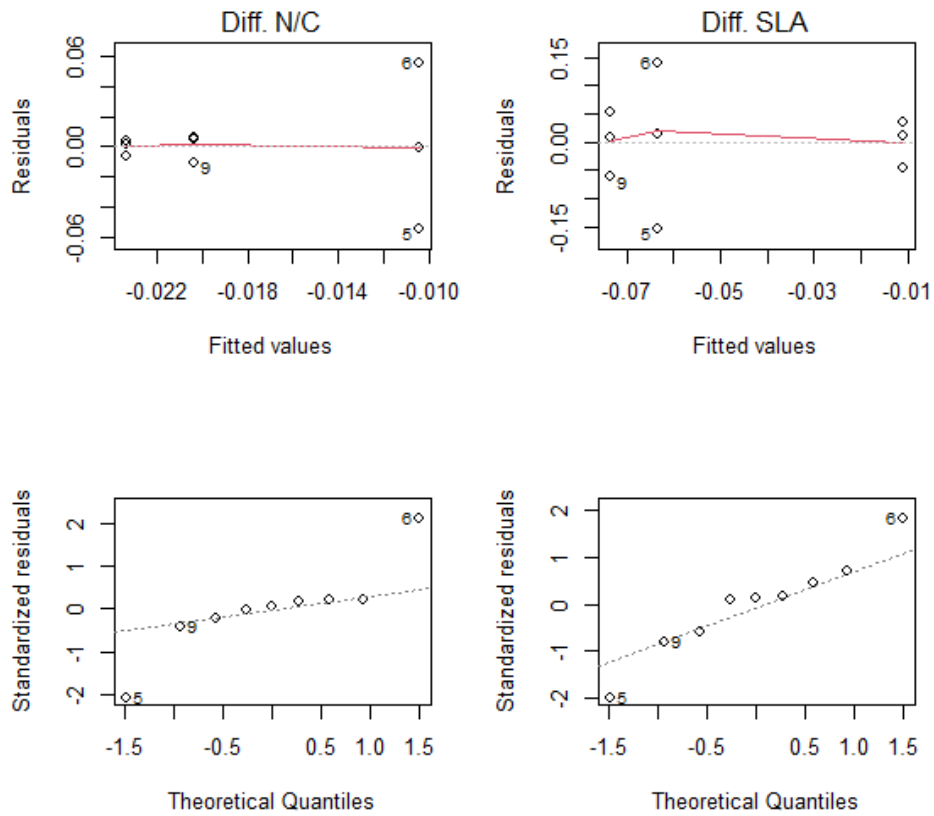 Diff. N/C
Residuals
0.06
0.00
-0.06
6
9
5
-0.022 -0.018 -0.014 -0.010
Fitted values
Diff. SLA
Residuals
0.15
0.00
-0.15
6
9
5
-0.07 -0.05 -0.03 -0.01
Fitted values
Standardized residuals
2
1
0
-1
-2
6
9
5
-1.5 -0.5 0.5 1.0 1.5
Theoretical Quantiles
Standardized residuals
2
1
0
-1
-2
6
9
5
-1.5 -0.5 0.5 1.0 1.5
Theoretical Quantiles